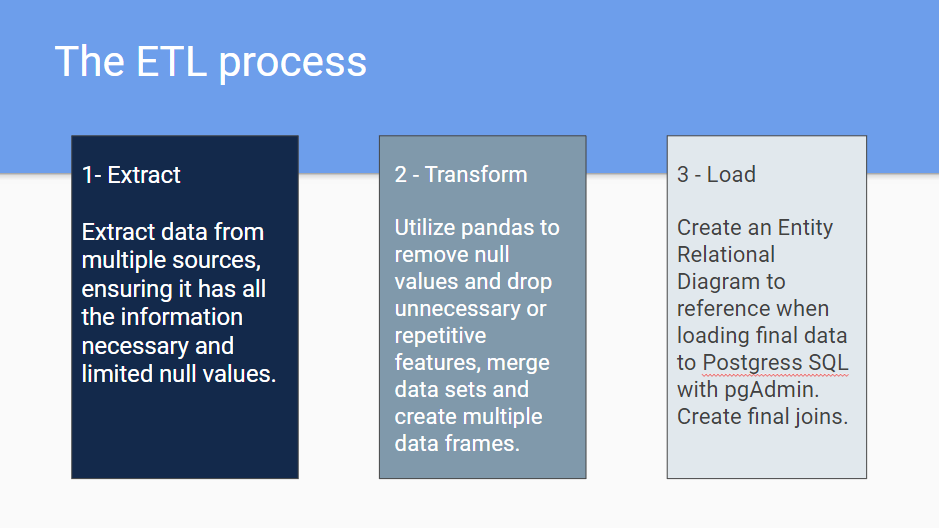 The ETL process
1- Extract
Extract data from
multiple sources,
ensuring it has all
the information
necessary and
limited null values.
2 - Transform
Utilize pandas to
remove null
values and drop
unnecessary or
repetitive
features, merge
data sets and
create multiple
data frames.
3 - Load
Create an Entity
Relational
Diagram to
reference when
loading final data
to Postgress SQL
with pgAdmin.
Create final joins.